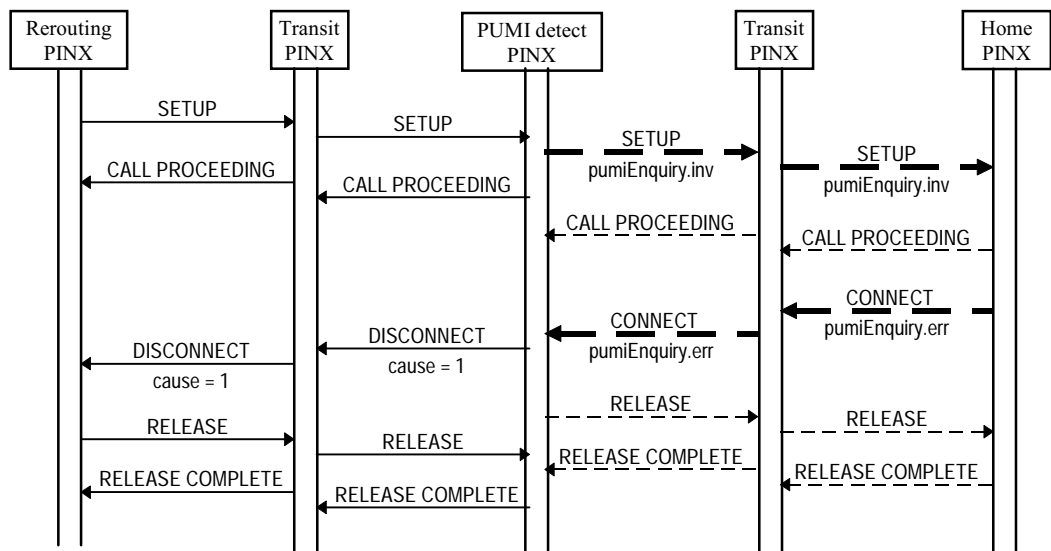 Rerouting
PINX
Transit
PINX
PUMI detect
PINX
Transit
PINX
Home
PINX
SETUP
SETUP
SETUP
pumiEnquiry.inv
SETUP
pumiEnquiry.inv
CALL PROCEEDING
CALL PROCEEDING
CALL PROCEEDING
CALL PROCEEDING
CONNECT
pumiEnquiry.err
CONNECT
pumiEnquiry.err
DISCONNECT
cause = 1
DISCONNECT
cause = 1
RELEASE
RELEASE
RELEASE
RELEASE
RELEASE COMPLETE
RELEASE COMPLETE
RELEASE COMPLETE
RELEASE COMPLETE